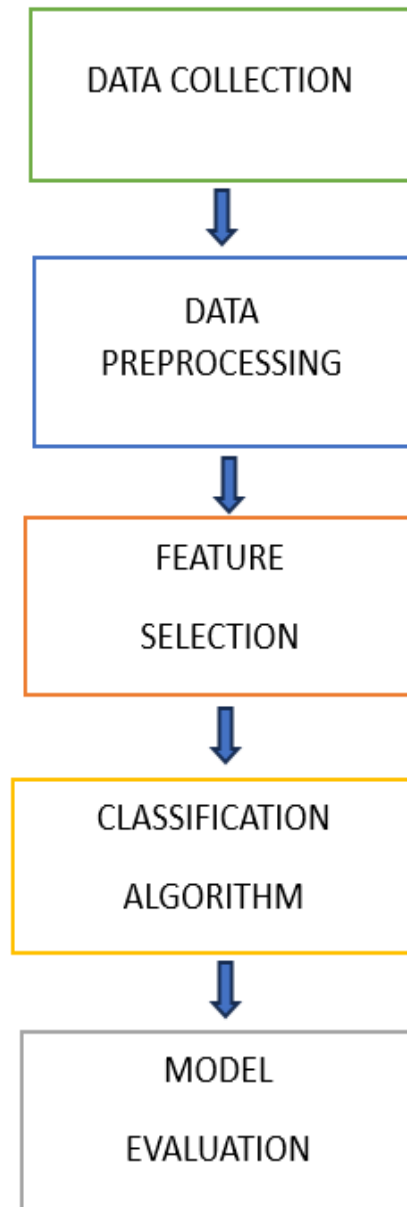 DATA COLLECTION
DATA
PREPROCESSING
FEATURE
SELECTION
CLASSIFICATION
ALGORITHM
MODEL
EVALUATION